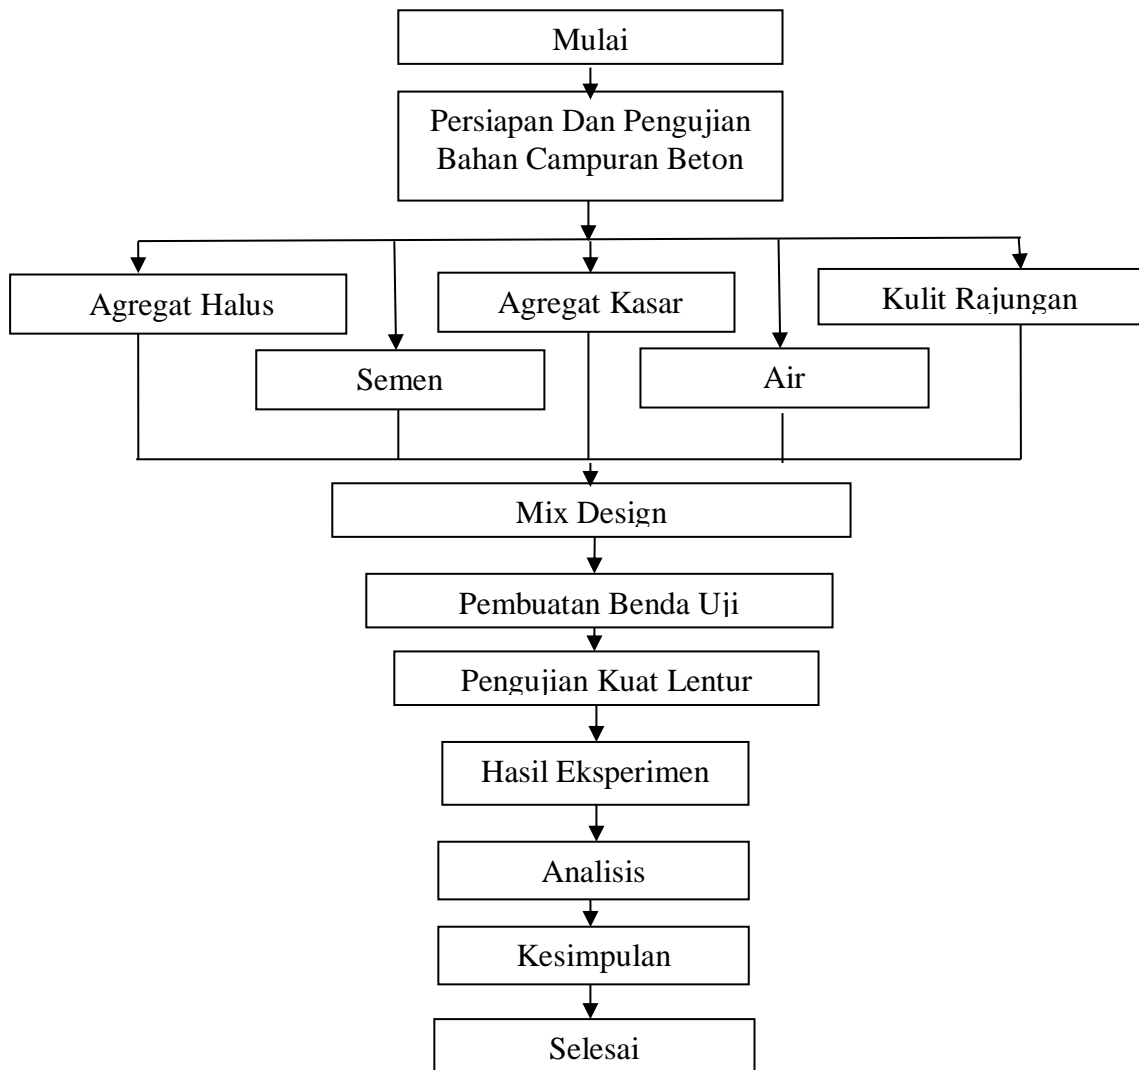 Mulai
Persiapan Dan Pengujian
Bahan Campuran Beton
Agregat Halus
Agregat Kasar
Kulit Rajungan
Semen
Air
Mix Design
Pembuatan Benda Uji
Pengujian Kuat Lentur
Hasil Eksperimen
Analisis
Kesimpulan
Selesai